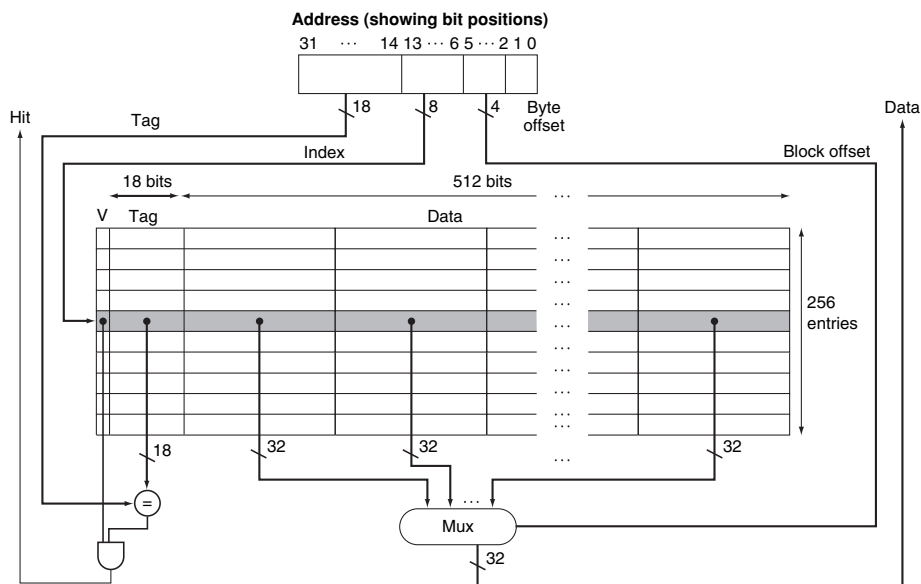 Address (showing bit positions)
31 ··· 14 13 ··· 6 5 ··· 2 1 0
18
8
4
Byte
offset
Hit
Data
Tag
Index
Block offset
18 bits
512 bits
···
V
Tag
Data
···
···
···
···
···
···
···
···
···
···
256
entries
18
32
32
···
32
=
···
Mux
32